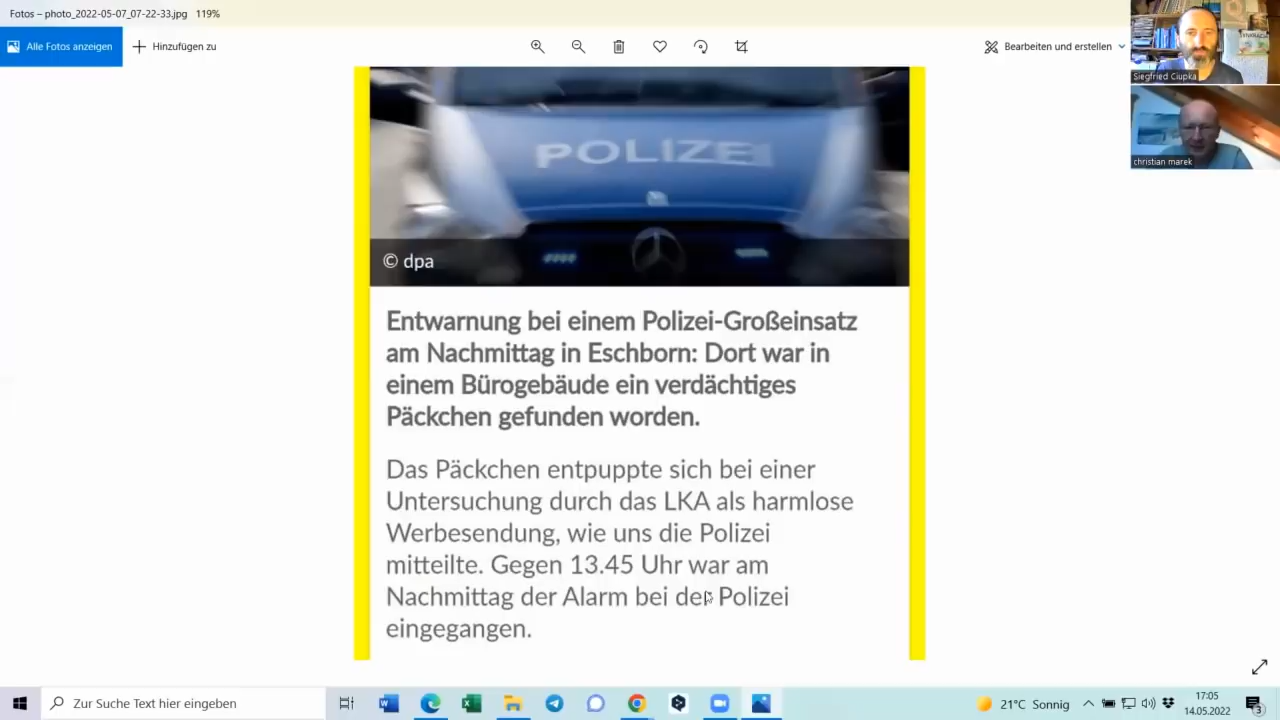 Fotos – photo_2022-05-07_07-22-33.jpg 119%
Alle Fotos anzeigen
Hinzufügen zu
Bearbeiten und erstellen
Siegfried Ciupka
christian marek
POLIZEI
© dpa
Entwarnung bei einem Polizei-Großeinsatz
am Nachmittag in Eschborn: Dort war in
einem Bürogebäude ein verdächtiges
Päckchen gefunden worden.
Das Päckchen entpuppte sich bei einer
Untersuchung durch das LKA als harmlose
Werbesendung, wie uns die Polizei
mitteilte. Gegen 13.45 Uhr war am
Nachmittag der Alarm bei der Polizei
eingegangen.
Zur Suche Text hier eingeben
21°C Sonnig
17:05
14.05.2022
3